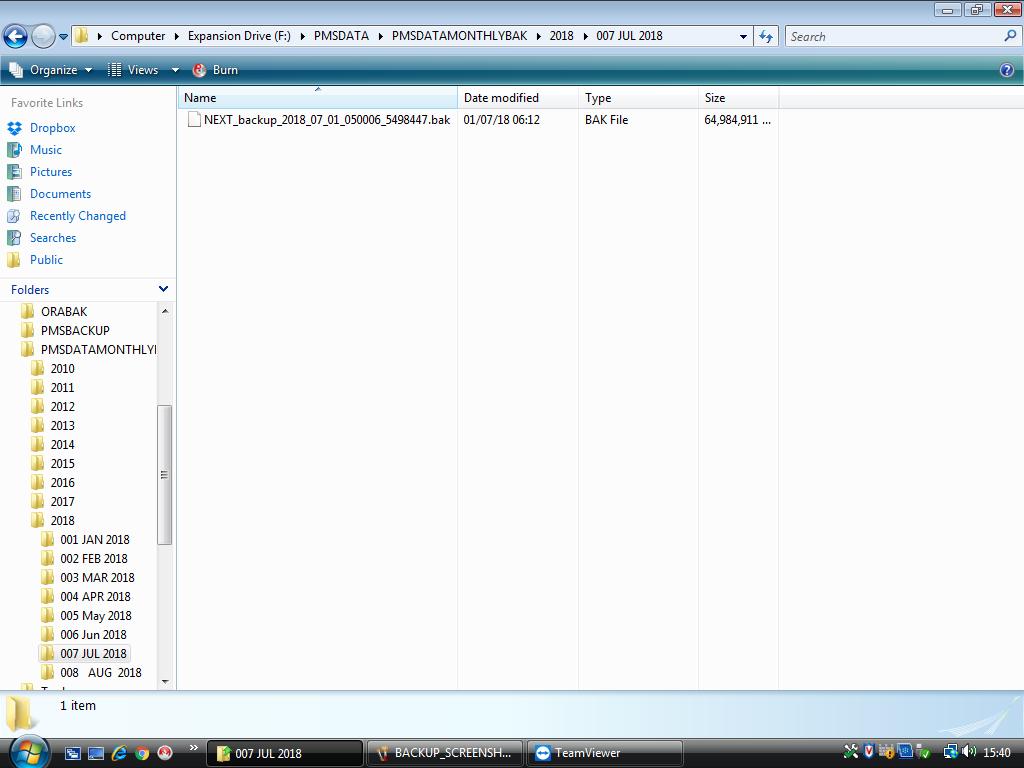 Computer Expansion Drive (F:) PMSDATA PMSDATAMONTHLYBAK 2018 007 JUL 2018 Search
Organize Views Burn
Favorite Links
Dropbox
Music
Pictures
Documents
Recently Changed
Searches
Public
Folders
ORABAK
PMSBACKUP
PMSDATAMONTHLY
2010
2011
2012
2013
2014
2015
2016
2017
2018
001 JAN 2018
002 FEB 2018
003 MAR 2018
004 APR 2018
005 May 2018
006 Jun 2018
007 JUL 2018
008 AUG 2018
Name Date modified Type Size
NEXT_backup_2018_07_01_050006_5498447.bak 01/07/18 06:12 BAK File 64,984,911 ...
1 item
007 JUL 2018 BACKUP_SCREENSH... TeamViewer 15:40